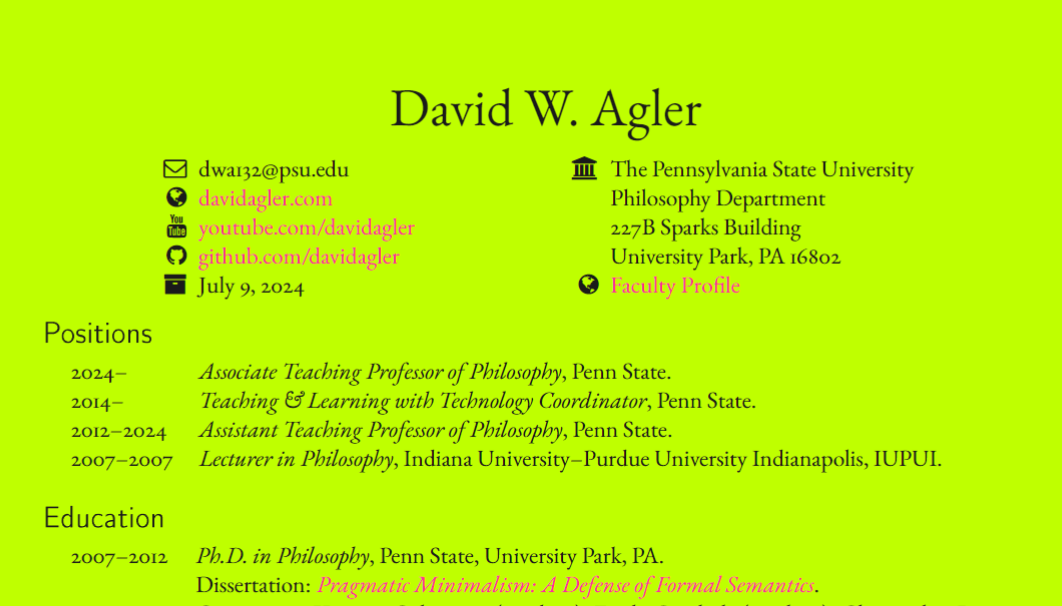 David W. Agler
dwa132@psu.edu
davidagler.com
youtube.com/davidagler
github.com/davidagler
July 9, 2024
The Pennsylvania State University
Philosophy Department
227B Sparks Building
University Park, PA 16802
Faculty Profile
Positions
2024– Associate Teaching Professor of Philosophy, Penn State.
2014– Teaching & Learning with Technology Coordinator, Penn State.
2012–2024 Assistant Teaching Professor of Philosophy, Penn State.
2007–2007 Lecturer in Philosophy, Indiana University–Purdue University Indianapolis, IUPUI.
Education
2007–2012 Ph.D. in Philosophy, Penn State, University Park, PA.
Dissertation: Pragmatic Minimalism: A Defense of Formal Semantics.